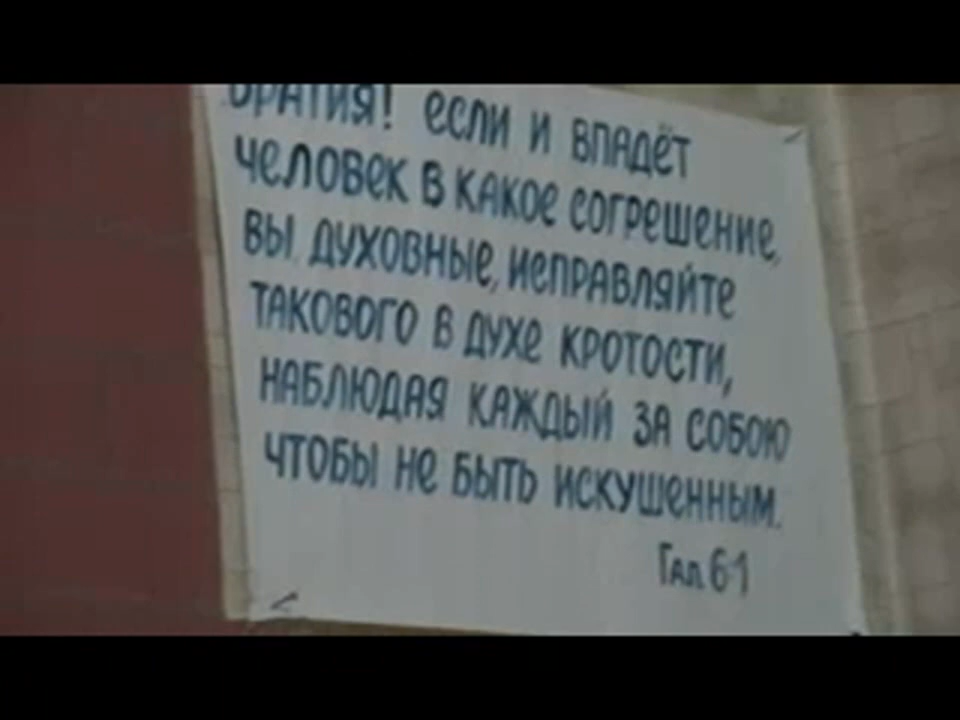 БРАТИЯ! если и впадёт
человек в какое согрешение,
вы духовные, исправляйте
такового в духе кротости,
наблюдая каждый за собою
чтобы не быть искушенным.
Гал 6·1